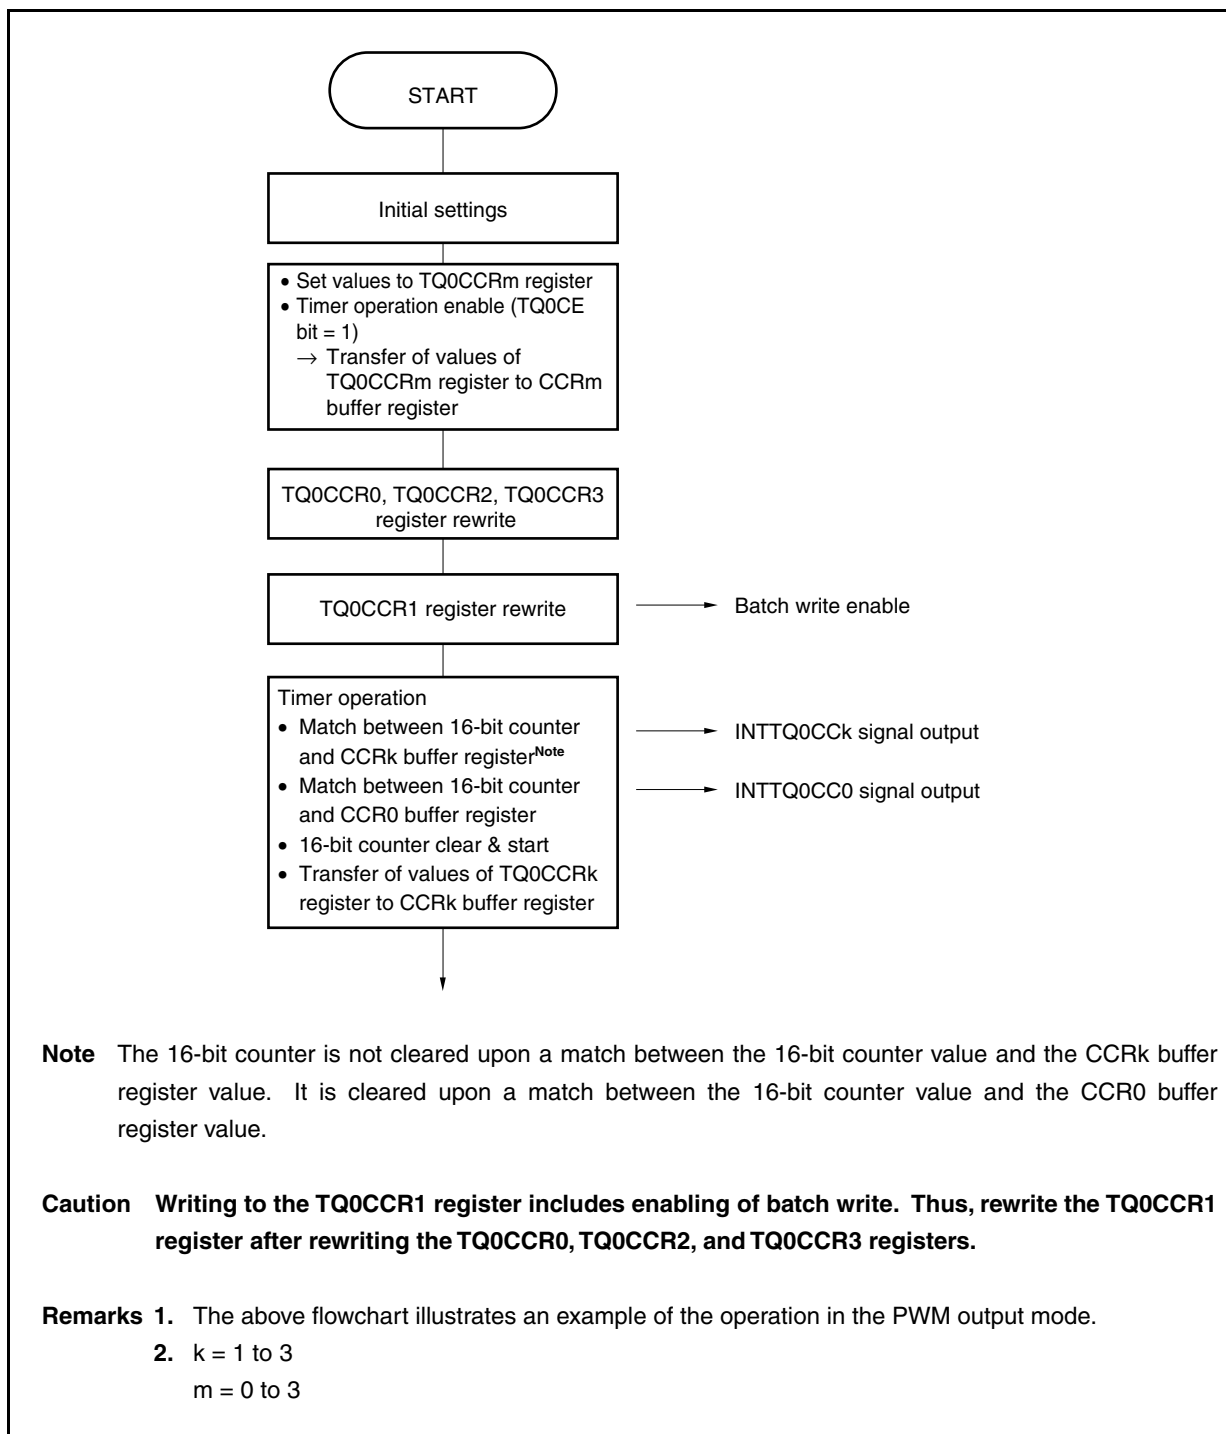 START
Initial settings
• Set values to TQ0CCRm register
• Timer operation enable (TQ0CE
bit = 1)
→ Transfer of values of
TQ0CCRm register to CCRm
buffer register
TQ0CCR0, TQ0CCR2, TQ0CCR3
register rewrite
TQ0CCR1 register rewrite
Batch write enable
Timer operation
• Match between 16-bit counter
and CCRk buffer registerNote
INTTQ0CCk signal output
• Match between 16-bit counter
and CCR0 buffer register
INTTQ0CC0 signal output
• 16-bit counter clear & start
• Transfer of values of TQ0CCRk
register to CCRk buffer register
Note The 16-bit counter is not cleared upon a match between the 16-bit counter value and the CCRk buffer
register value. It is cleared upon a match between the 16-bit counter value and the CCR0 buffer
register value.
Caution Writing to the TQ0CCR1 register includes enabling of batch write. Thus, rewrite the TQ0CCR1
register after rewriting the TQ0CCR0, TQ0CCR2, and TQ0CCR3 registers.
Remarks 1. The above flowchart illustrates an example of the operation in the PWM output mode.
2. k = 1 to 3
m = 0 to 3